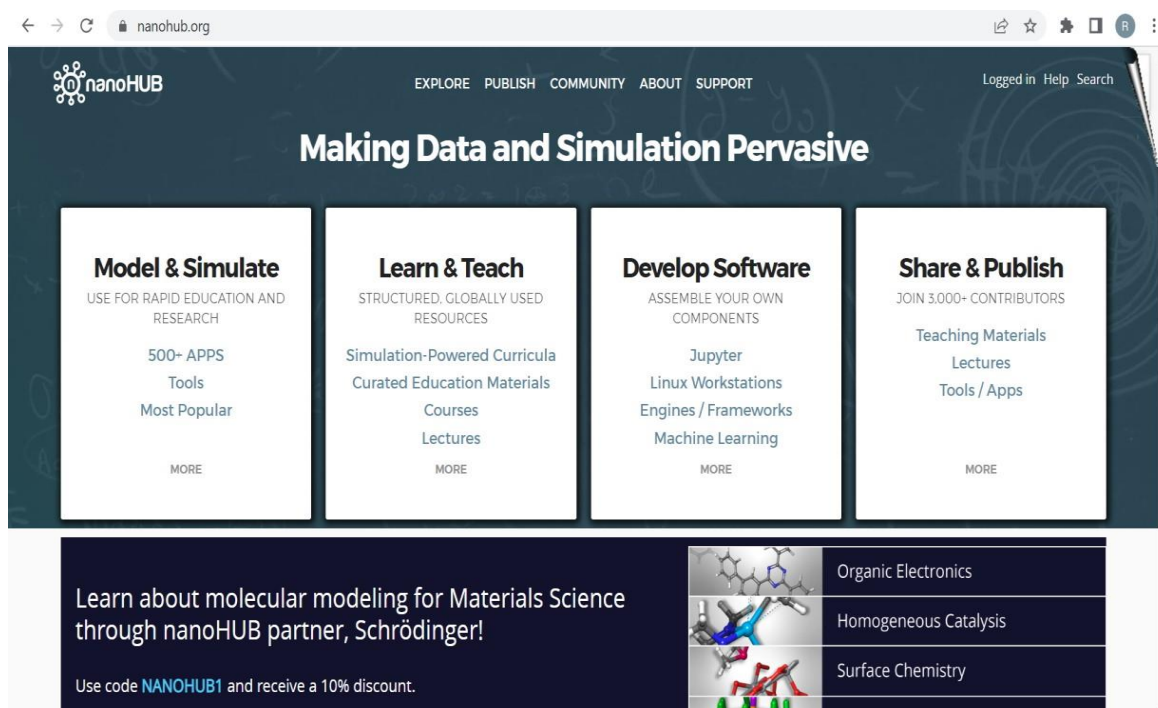 nanohub.org
R
nanoHUB
EXPLORE PUBLISH COMMUNITY ABOUT SUPPORT
Logged in Help Search
Making Data and Simulation Pervasive
Model & Simulate
USE FOR RAPID EDUCATION AND
RESEARCH
500+ APPS
Tools
Most Popular
MORE
Learn & Teach
STRUCTURED, GLOBALLY USED
RESOURCES
Simulation-Powered Curricula
Curated Education Materials
Courses
Lectures
MORE
Develop Software
ASSEMBLE YOUR OWN
COMPONENTS
Jupyter
Linux Workstations
Engines / Frameworks
Machine Learning
MORE
Share & Publish
JOIN 3,000+ CONTRIBUTORS
Teaching Materials
Lectures
Tools / Apps
MORE
Learn about molecular modeling for Materials Science
through nanoHUB partner, Schrödinger!
Use code NANOHUB1 and receive a 10% discount.
Organic Electronics
Homogeneous Catalysis
Surface Chemistry